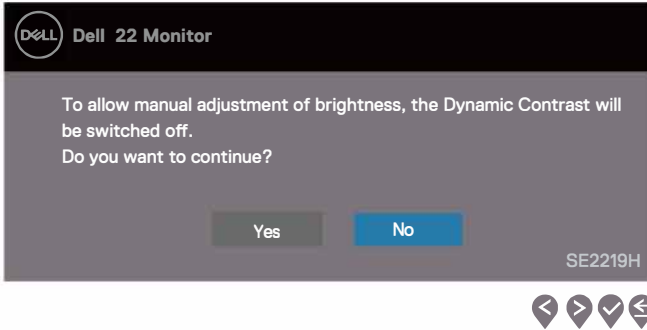 DELL Dell 22 Monitor
To allow manual adjustment of brightness, the Dynamic Contrast will
be switched off.
Do you want to continue?
Yes No
SE2219H